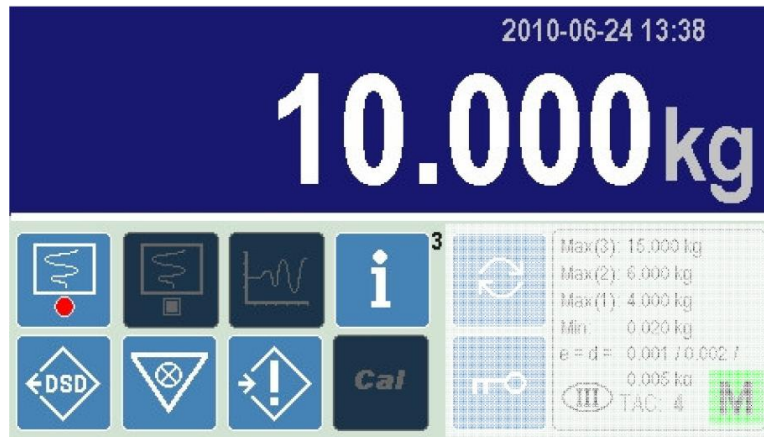 2010-06-24 13:38
10.000kg
3
i
DSD
!
Cal
Max(3): 15.000 kg
Max(2): 6.000 kg
Max(1): 4.000 kg
Min: 0.020 kg
e = d = 0.001 / 0.002 /
0.005 kg
III TAC: 4 M